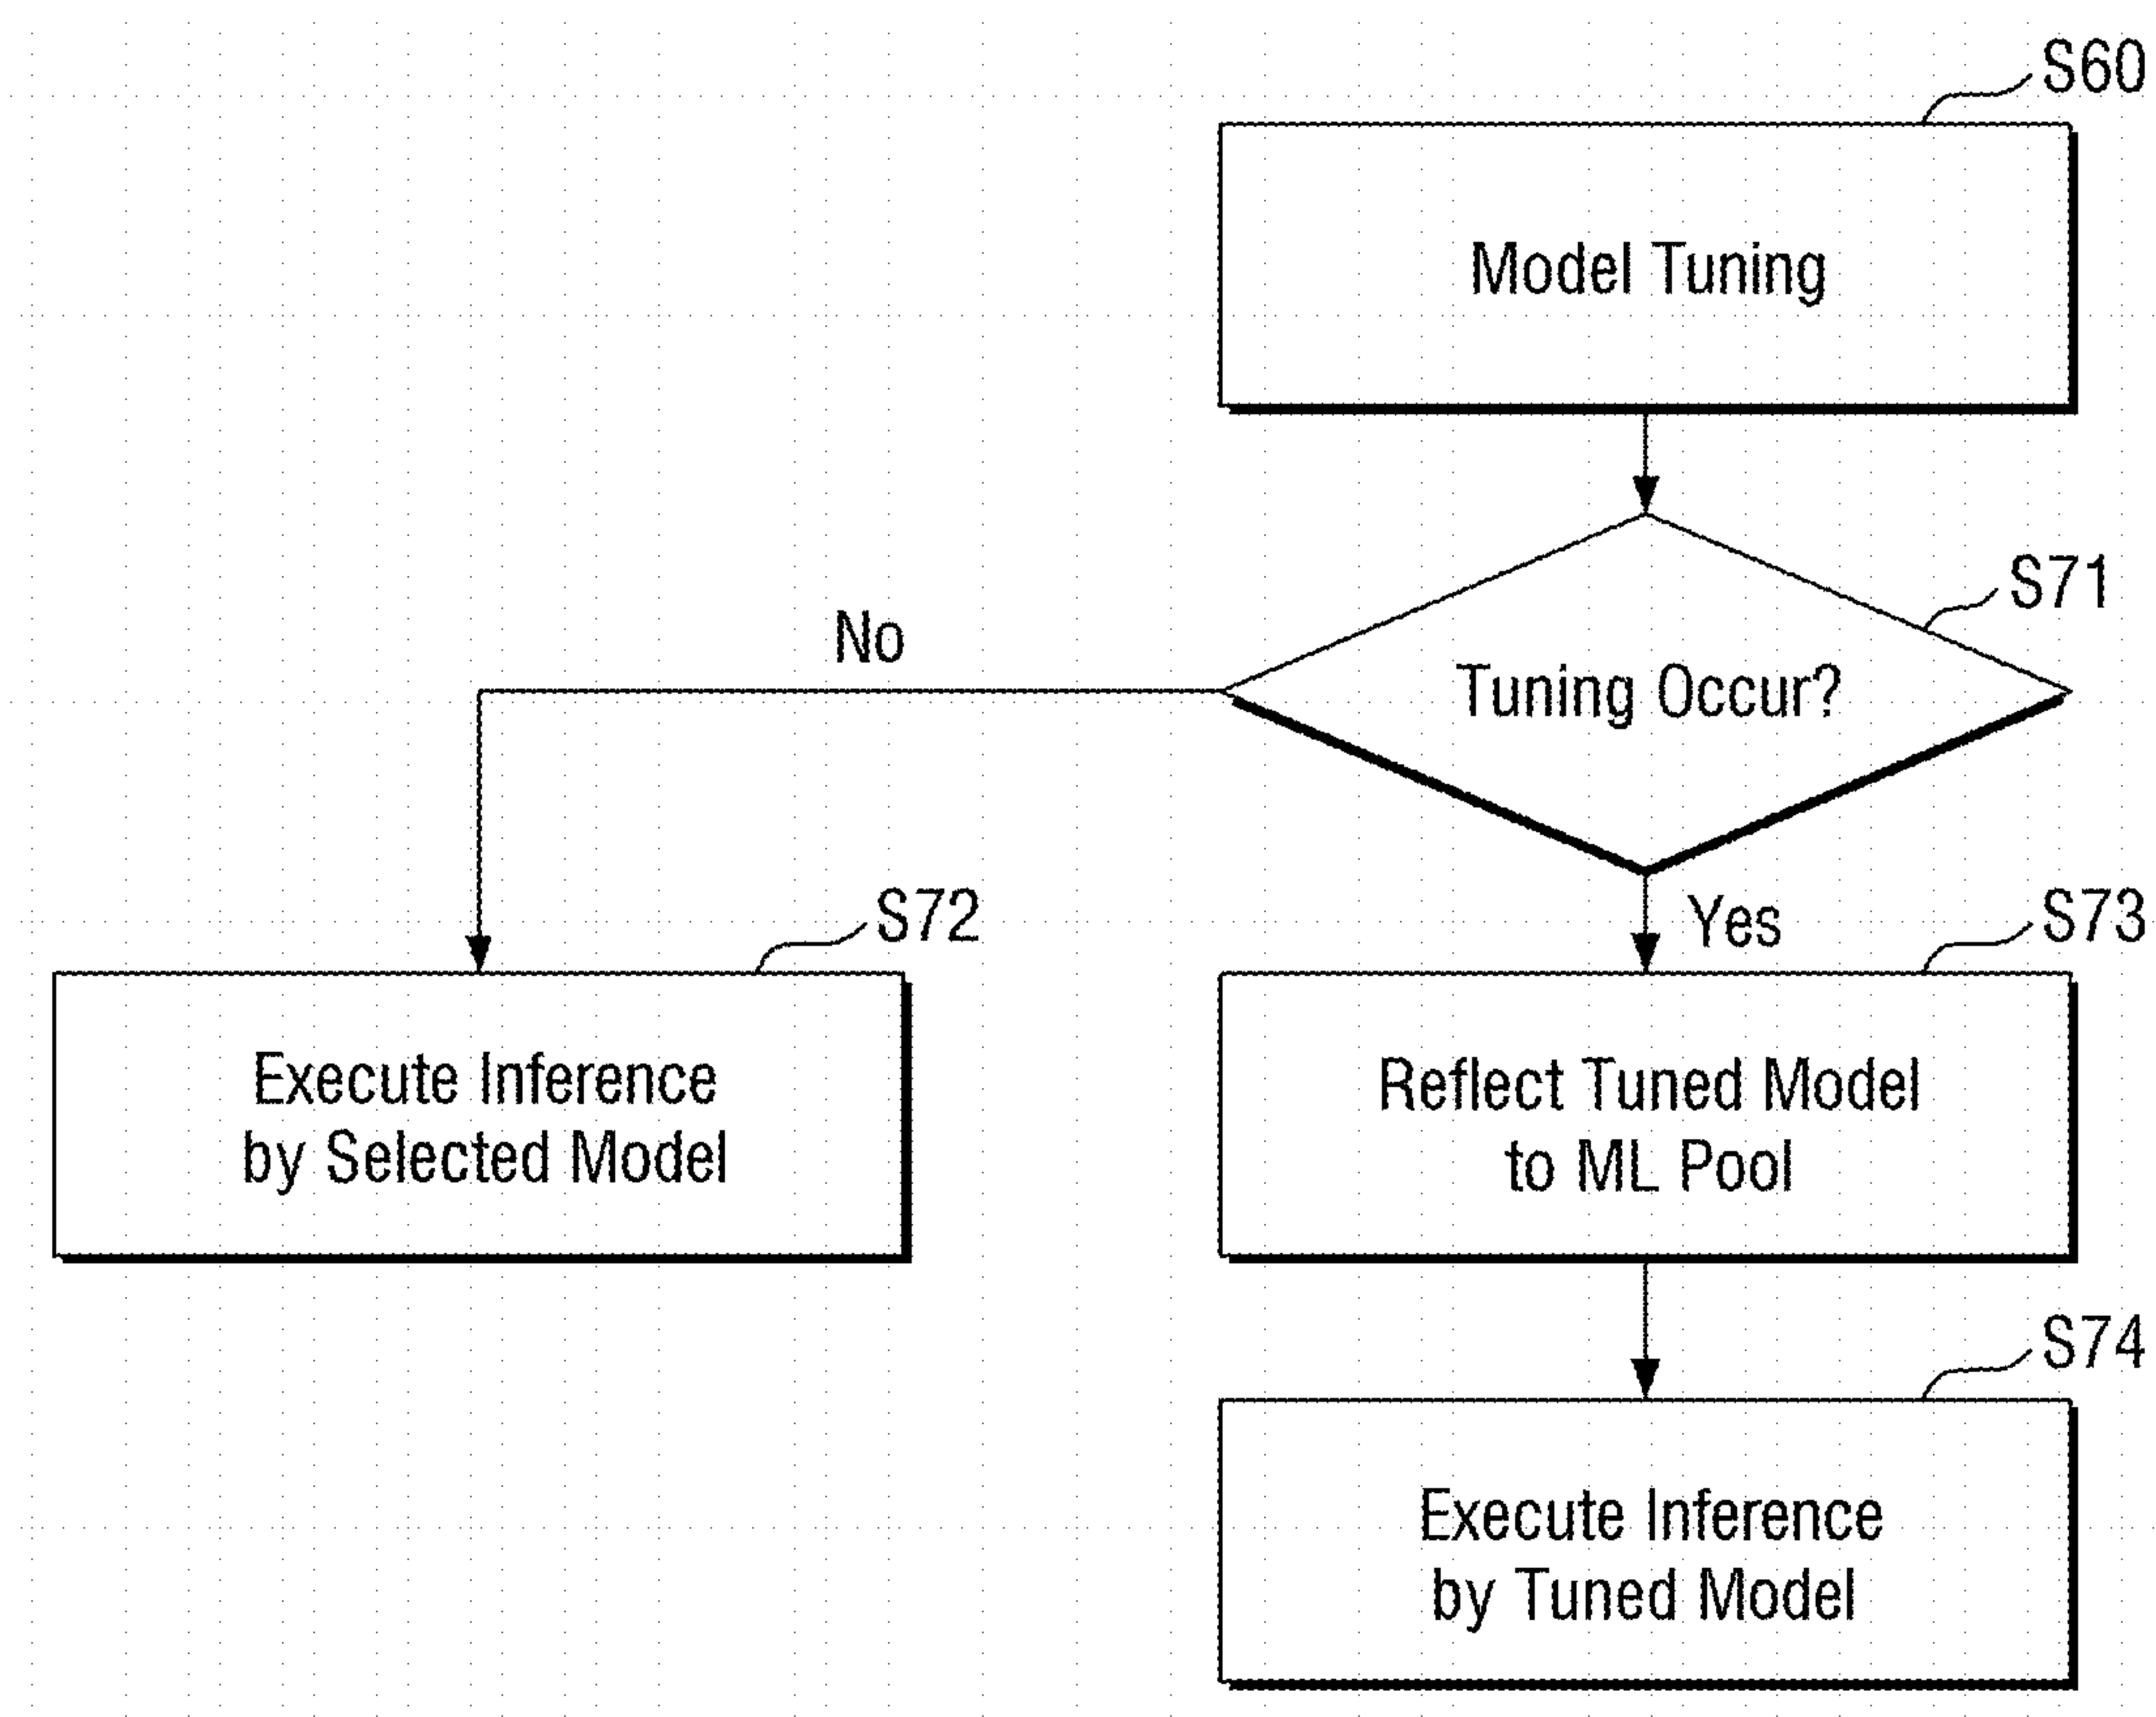 S60
Model Tuning
S71
Tuning Occur?
No
Yes
S72
Execute Inference
by Selected Model
S73
Reflect Tuned Model
to ML Pool
S74
Execute Inference
by Tuned Model